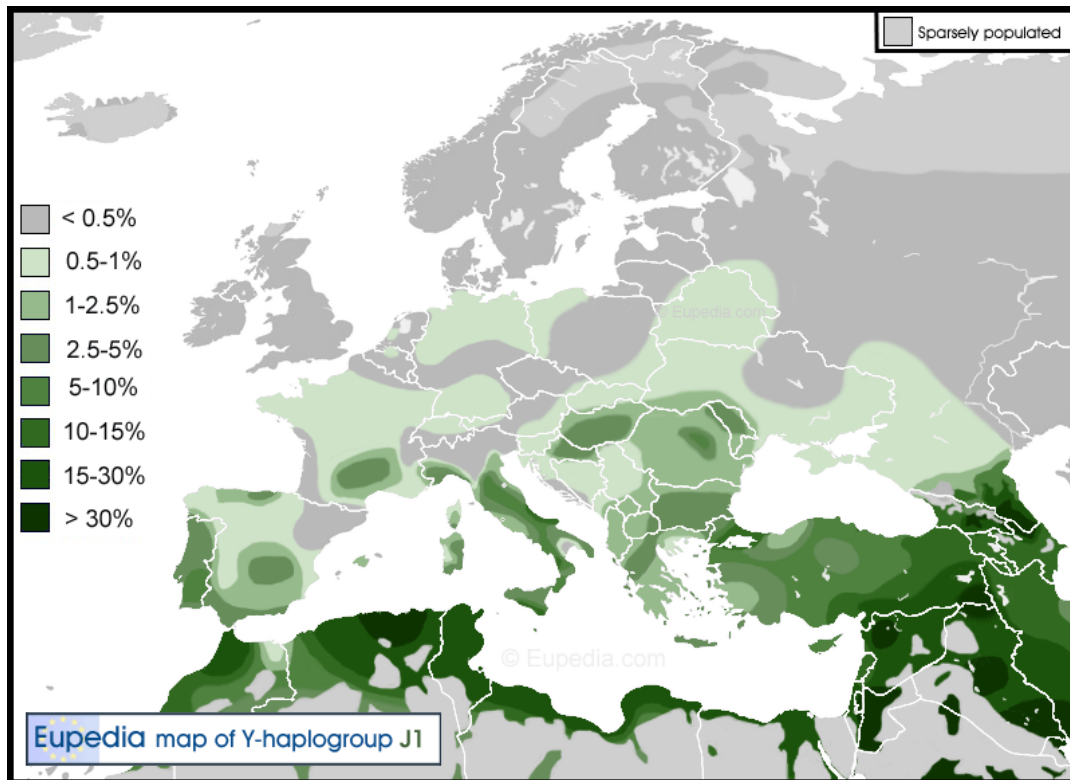 Sparsely populated
< 0.5%
0.5-1%
1-2.5%
2.5-5%
5-10%
10-15%
15-30%
> 30%
© Eupedia.com
© Eupedia.com
Eupedia map of Y-haplogroup J1